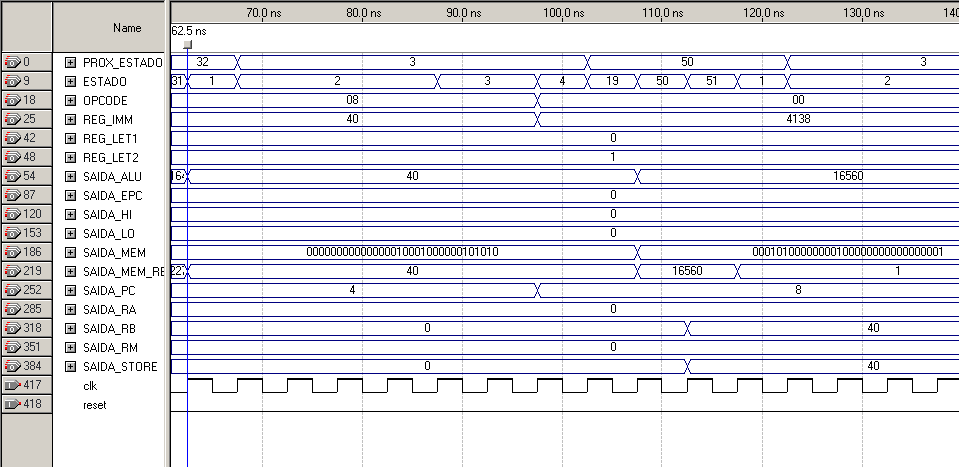 70.0 ns 80.0 ns 90.0 ns 100.0 ns 110.0 ns 120.0 ns 130.0 ns 140.0
Name
62.5 ns
0 PROX_ESTADO 32 3 50 3
9 ESTADO 31 1 2 3 4 19 50 51 1 2
18 OPCODE 08 00
25 REG_IMM 40 4138
42 REG_LET1 0
48 REG_LET2 1
54 SAIDA_ALU 40 16560
87 SAIDA_EPC 0
120 SAIDA_HI 0
153 SAIDA_LO 0
186 SAIDA_MEM
219 SAIDA_MEM_RE 40 16560 1
252 SAIDA_PC 4 8
285 SAIDA_RA 0
318 SAIDA_RB 0 40
351 SAIDA_RM 0
384 SAIDA_STORE 0 40
417 clk
418 reset